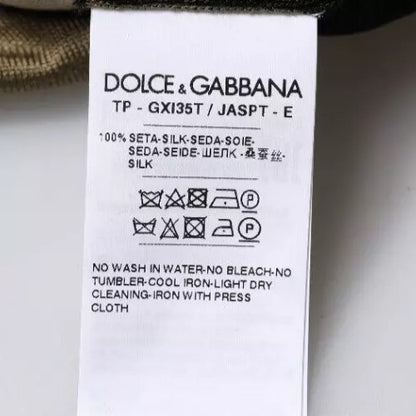 DOLCE & GABBANA
TP - GXI35T / JASPT - E
100% SETA-SILK-SEDA-SOIE-
SEDA-SEIDE-ШЕЛК - 桑蚕丝 -
SILK
P
P
NO WASH IN WATER-NO BLEACH-NO
TUMBLER-COOL IRON-LIGHT DRY
CLEANING-IRON WITH PRESS
CLOTH